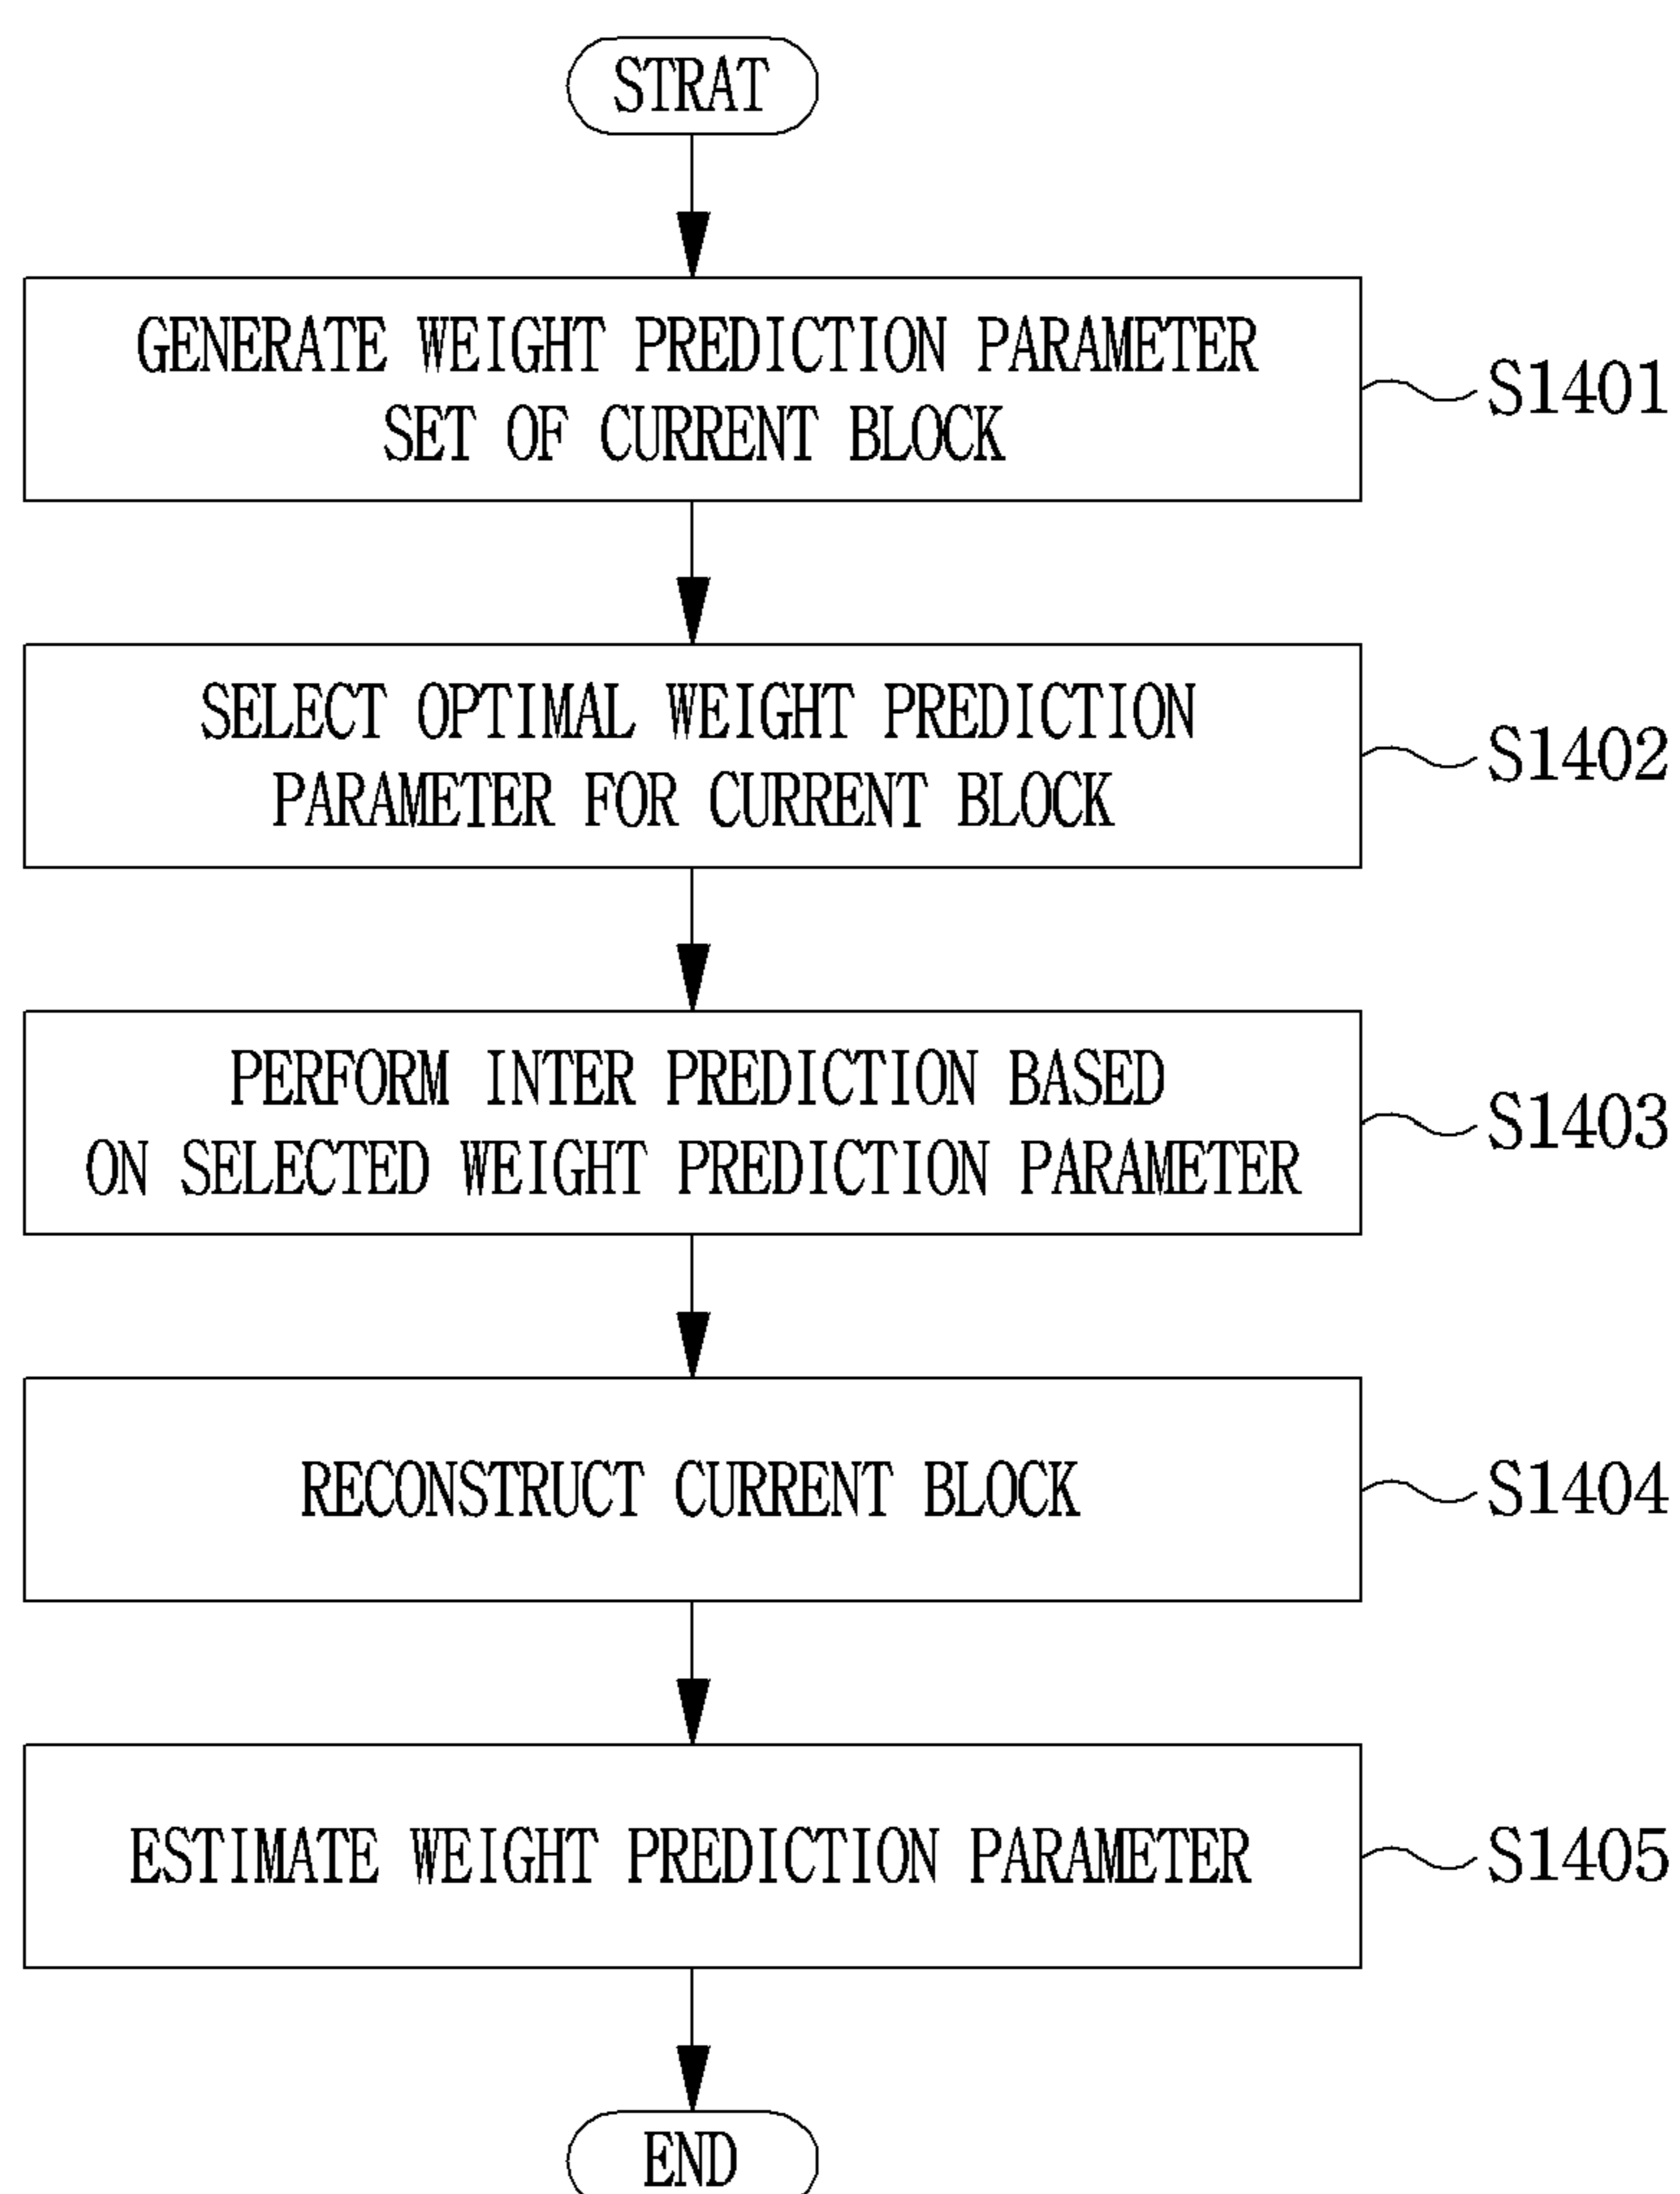 STRAT
GENERATE WEIGHT PREDICTION PARAMETER
SET OF CURRENT BLOCK
S1401
SELECT OPTIMAL WEIGHT PREDICTION
PARAMETER FOR CURRENT BLOCK
S1402
PERFORM INTER PREDICTION BASED
ON SELECTED WEIGHT PREDICTION PARAMETER
S1403
RECONSTRUCT CURRENT BLOCK
S1404
ESTIMATE WEIGHT PREDICTION PARAMETER
S1405
END